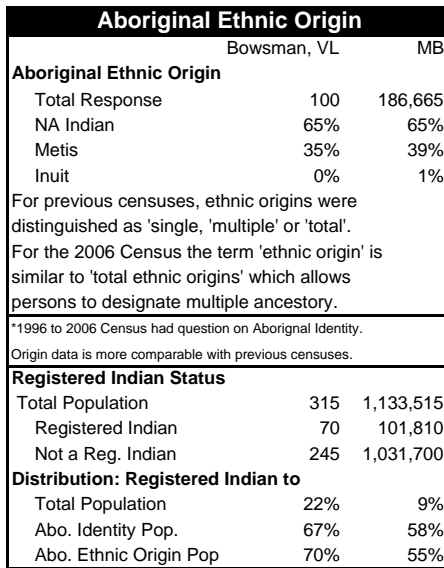 Aboriginal Ethnic Origin
Bowsman, VL MB
Aboriginal Ethnic Origin
Total Response 100 186,665
NA Indian 65% 65%
Metis 35% 39%
Inuit 0% 1%
For previous censuses, ethnic origins were
distinguished as 'single, 'multiple' or 'total'.
For the 2006 Census the term 'ethnic origin' is
similar to 'total ethnic origins' which allows
persons to designate multiple ancestory.
*1996 to 2006 Census had question on Aborignal Identity.
Origin data is more comparable with previous censuses.
Registered Indian Status
Total Population 315 1,133,515
Registered Indian 70 101,810
Not a Reg. Indian 245 1,031,700
Distribution: Registered Indian to
Total Population 22% 9%
Abo. Identity Pop. 67% 58%
Abo. Ethnic Origin Pop 70% 55%